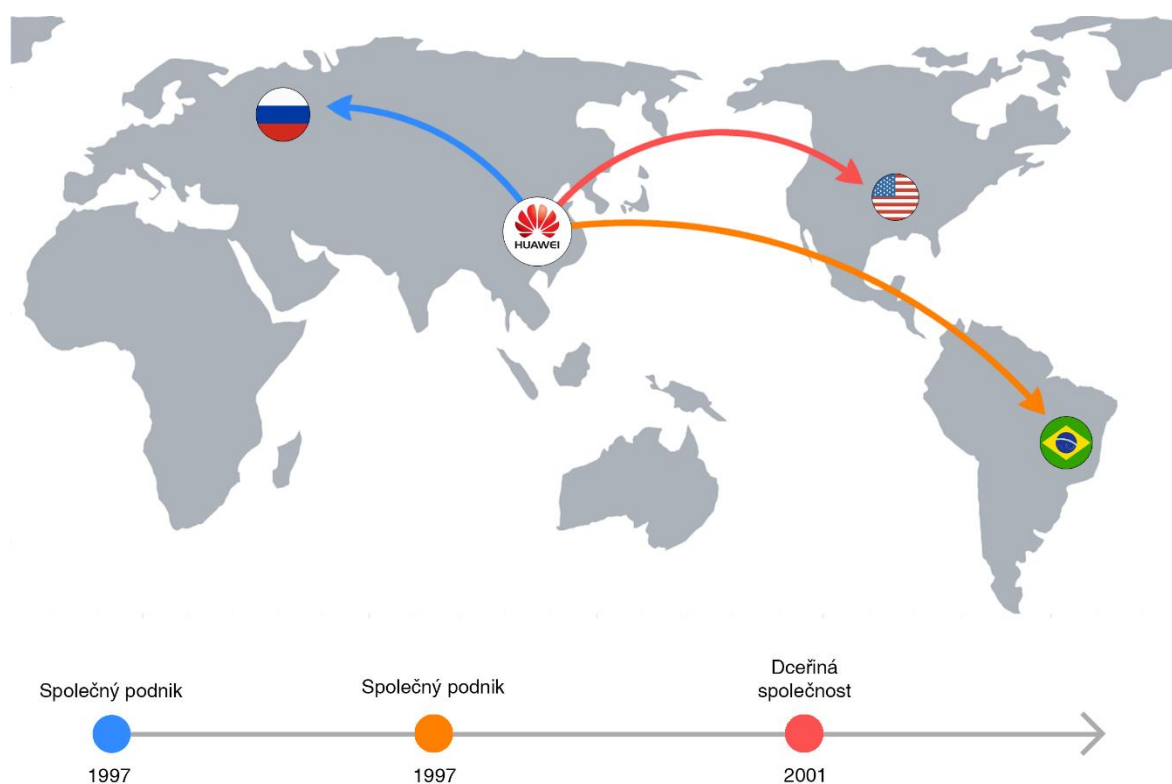 HUAWEI
Společný podnik
Společný podnik
Dceřiná
společnost
1997
1997
2001